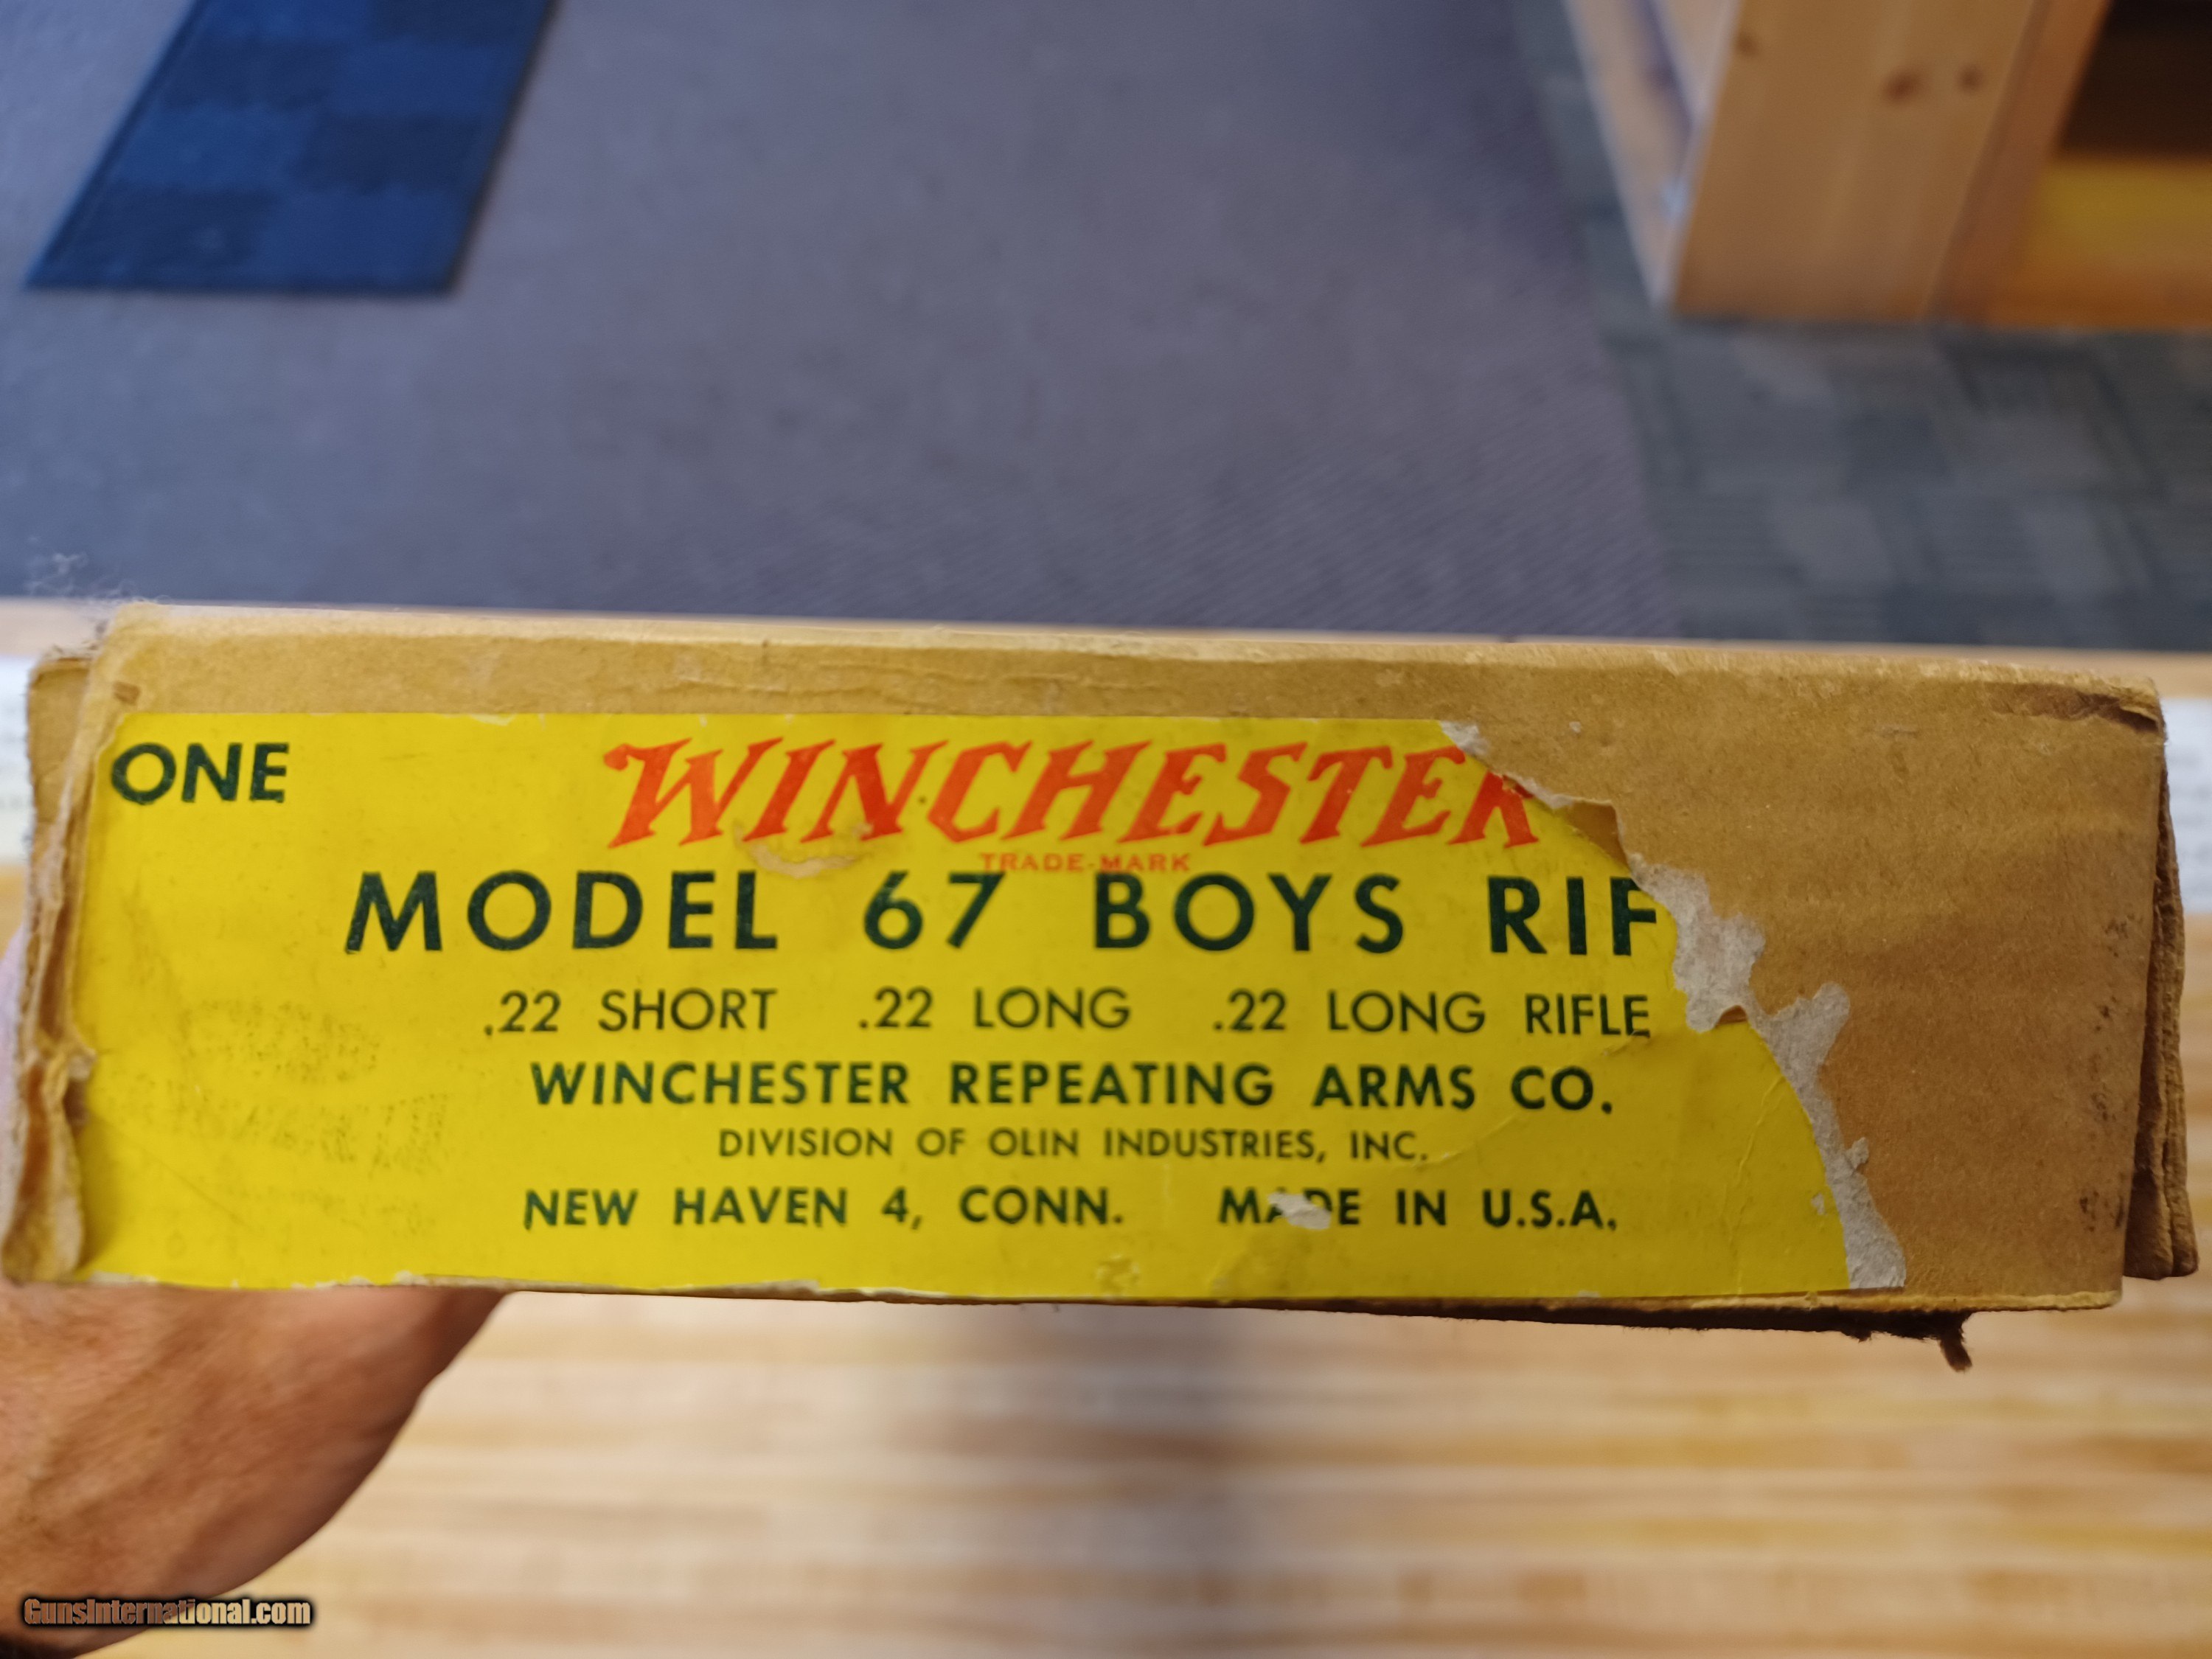 ONE
WINCHESTER
TRADE-MARK
MODEL 67 BOYS RIF
.22 SHORT .22 LONG .22 LONG RIFLE
WINCHESTER REPEATING ARMS CO.
DIVISION OF OLIN INDUSTRIES, INC.
NEW HAVEN 4, CONN. MADE IN U.S.A.
GunsInternational.com